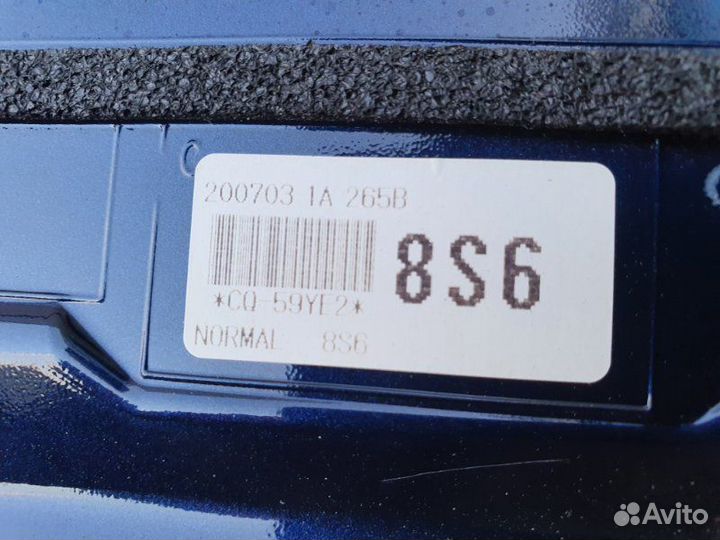 200703 1A 265B
*CQ-59YE2*
8S6
NORMAL 8S6
Avito